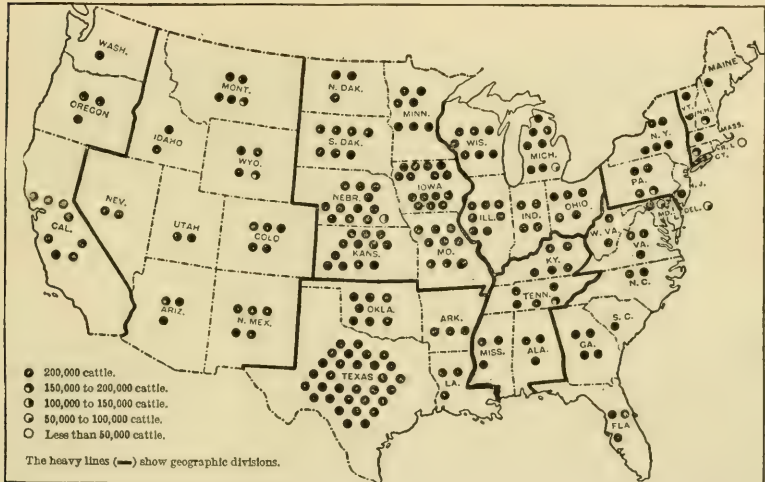 WASH.
MONT.
N. DAK.
MINN.
MAINE
OREGON
IDAHO
S. DAK.
WIS.
MICH.
VT.
N.H.
MASS.
N.Y.
R. I.
CT.
WYO.
NEBR.
IOWA
PA.
N.J.
NEV.
UTAH
COLO
CAL.
ILL.
IND.
OHIO
W. VA.
MD.
DEL.
KANS.
MO.
KY.
VA.
ARIZ.
N. MEX.
OKLA.
ARK.
TENN.
N. C.
S. C.
TEXAS
LA.
MISS.
ALA.
GA.
FLA
200,000 cattle.
150,000 to 200,000 cattle.
100,000 to 150,000 cattle.
50,000 to 100,000 cattle.
Less than 50,000 cattle.
The heavy lines (▬) show geographic divisions.